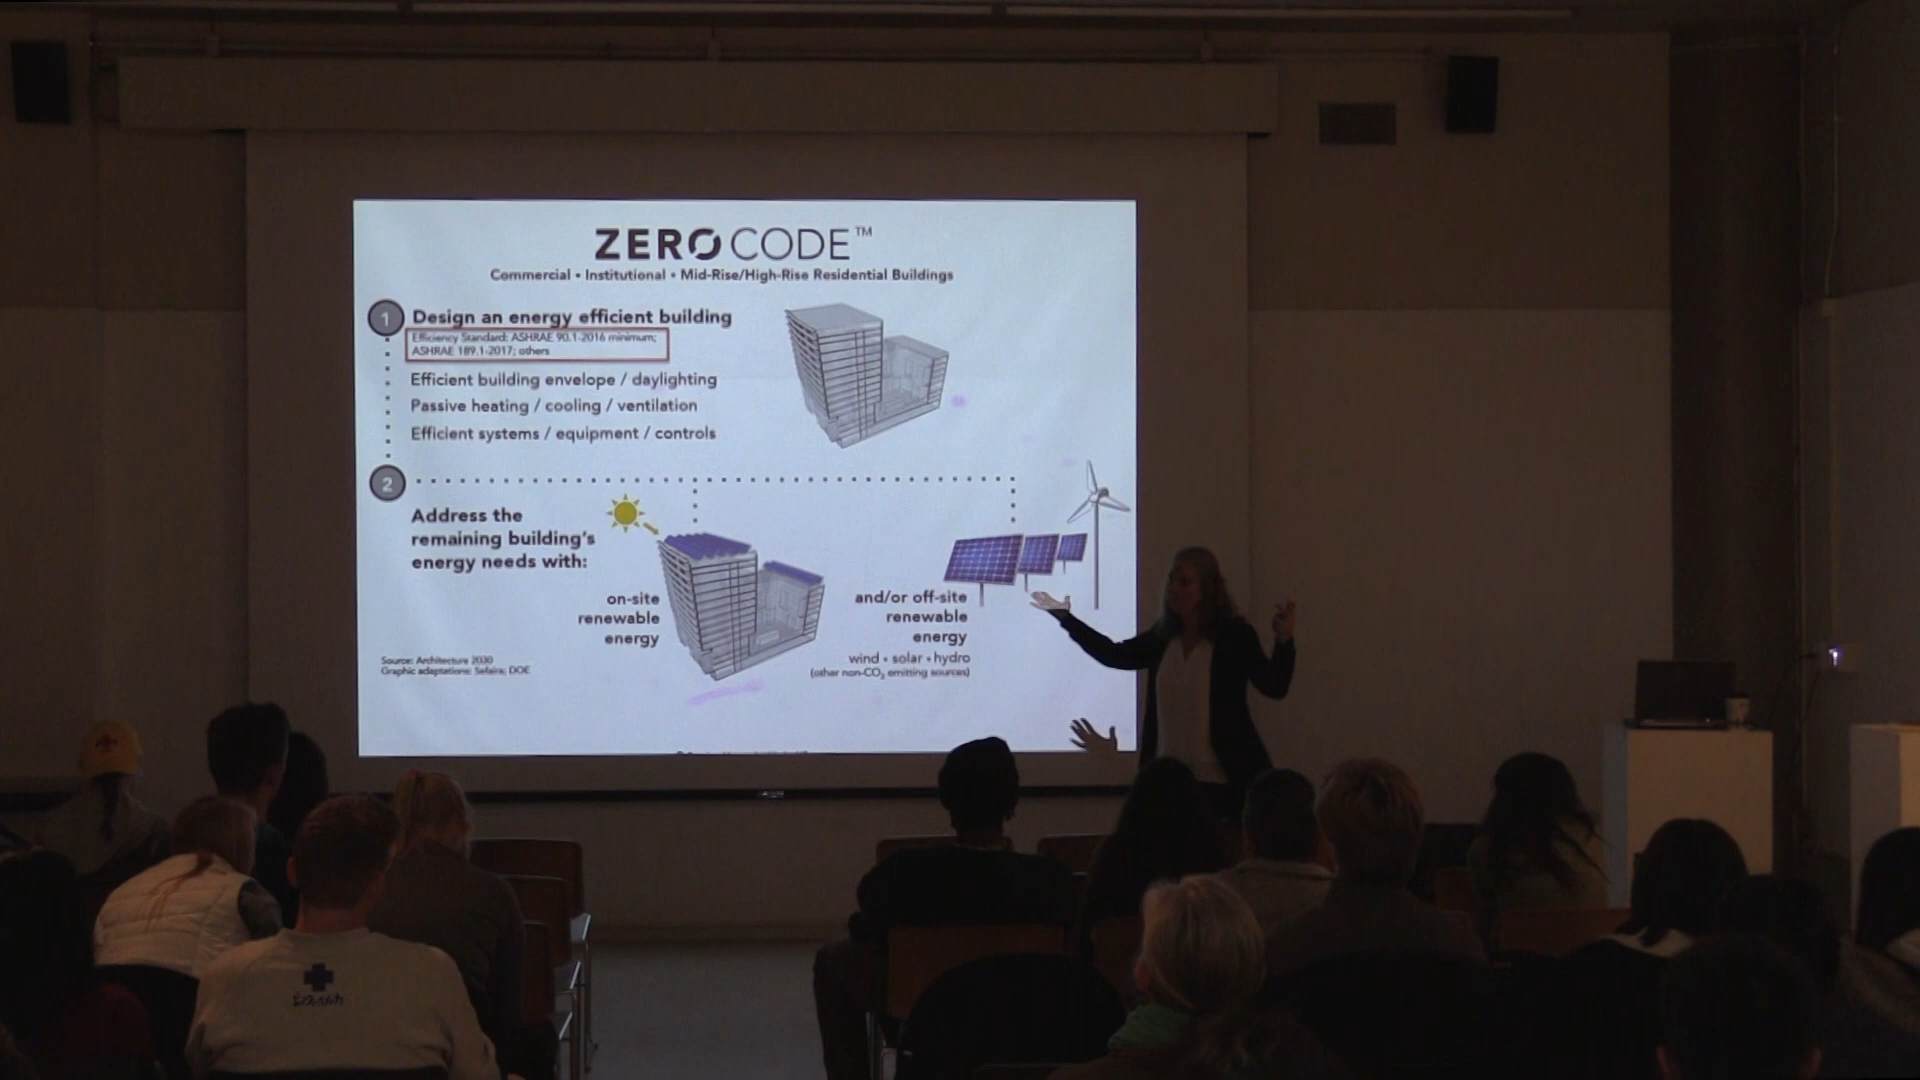 ZERO CODE™
Commercial • Institutional • Mid-Rise/High-Rise Residential Buildings
1
Design an energy efficient building
Efficiency Standard: ASHRAE 90.1-2016 minimum;
ASHRAE 189.1-2017; others
Efficient building envelope / daylighting
Passive heating / cooling / ventilation
Efficient systems / equipment / controls
2
Address the
remaining building's
energy needs with:
on-site
renewable
energy
and/or off-site
renewable
energy
wind • solar • hydro
(other non-CO₂ emitting sources)
Source: Architecture 2030
Graphic adaptations: Sefaira; DOE